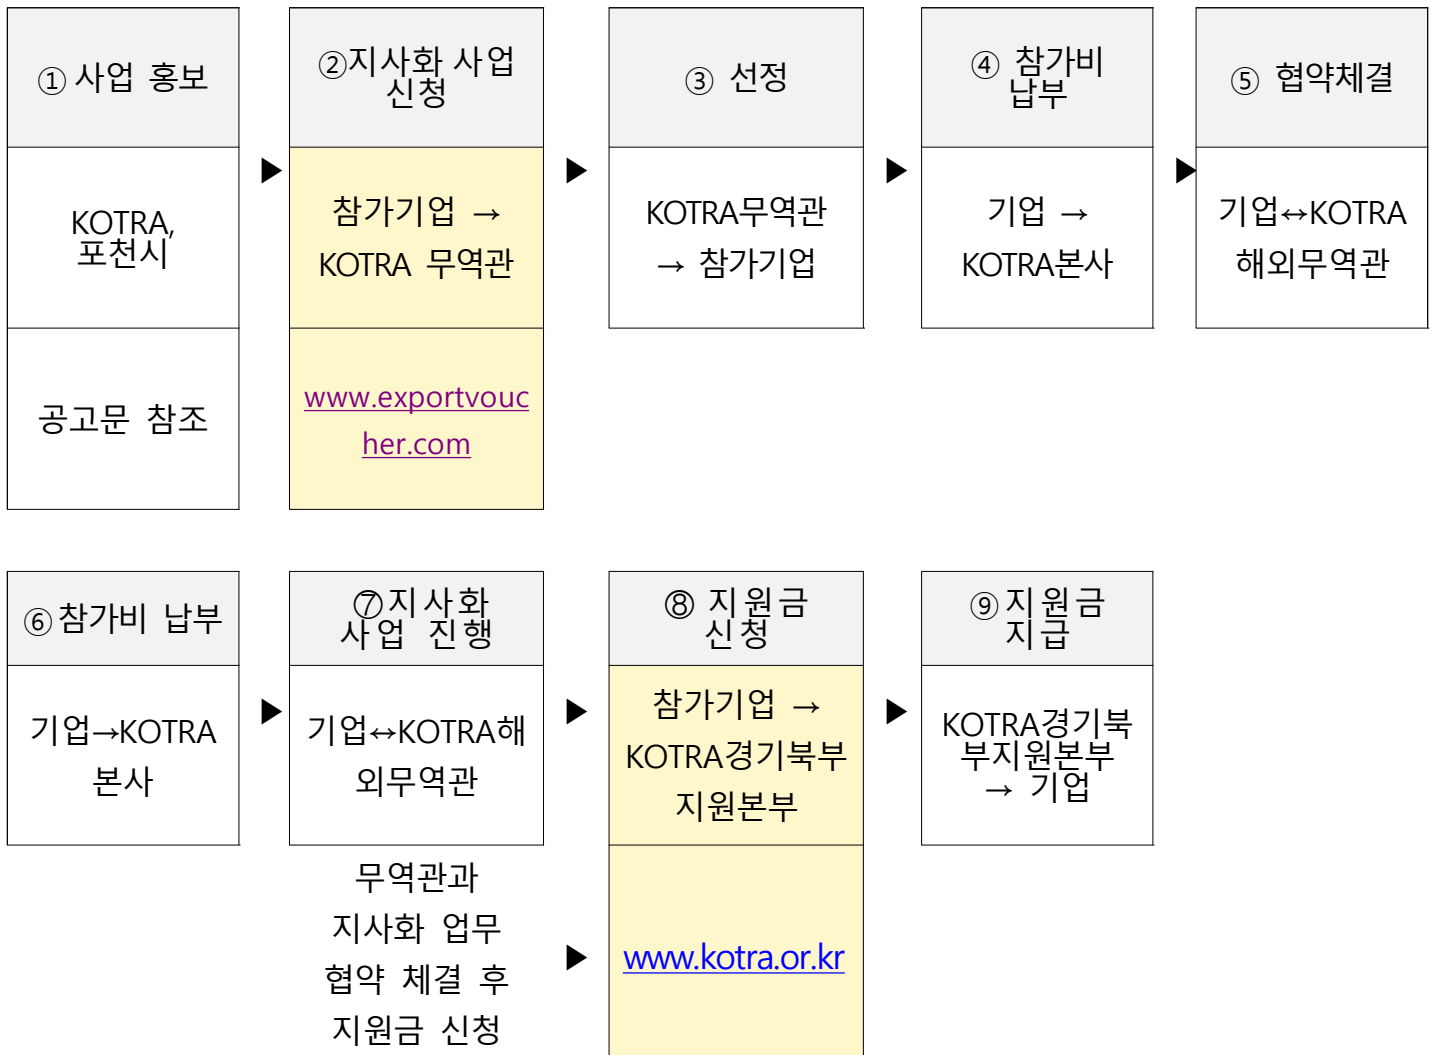 ① 사업 홍보
KOTRA,
포천시
공고문 참조
②지사화 사업
신청
참가기업 →
KOTRA 무역관
www.exportvouc
her.com
③ 선정
KOTRA무역관
→ 참가기업
④ 참가비
납부
기업 →
KOTRA본사
⑤ 협약체결
기업↔KOTRA
해외무역관
⑥ 참가비 납부
기업→KOTRA
본사
⑦지사화
사업 진행
기업↔KOTRA해
외무역관
무역관과
지사화 업무
협약 체결 후
지원금 신청
⑧ 지원금
신청
참가기업 →
KOTRA경기북부
지원본부
www.kotra.or.kr
⑨ 지원금
지급
KOTRA경기북
부지원본부
→ 기업